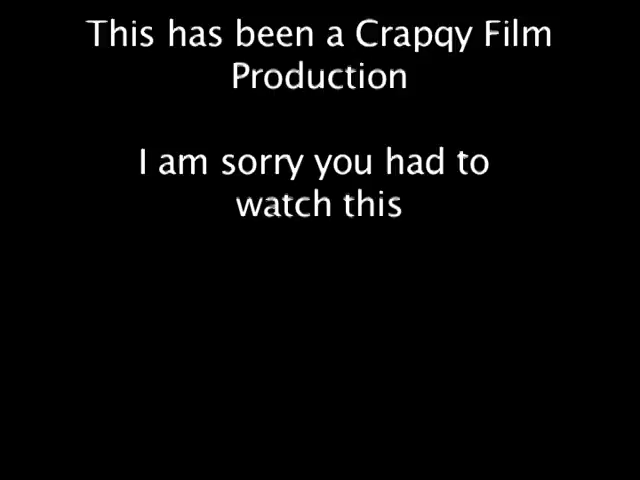 This has been a Crapqy Film
Production
I am sorry you had to
watch this